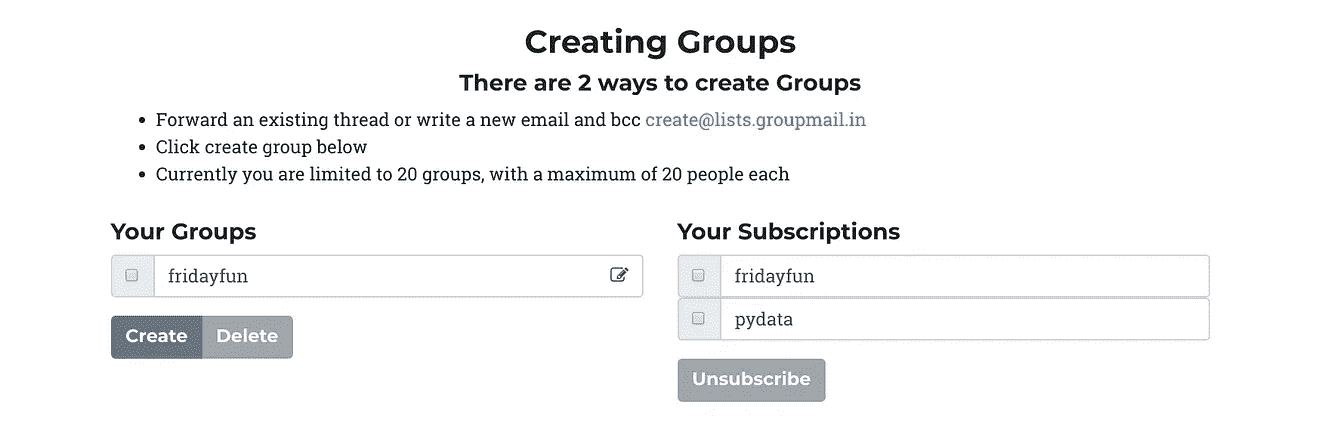 Creating Groups
There are 2 ways to create Groups
Forward an existing thread or write a new email and bcc create@lists.groupmail.in
Click create group below
Currently you are limited to 20 groups, with a maximum of 20 people each
Your Groups
fridayfun
Create Delete
Your Subscriptions
fridayfun
pydata
Unsubscribe